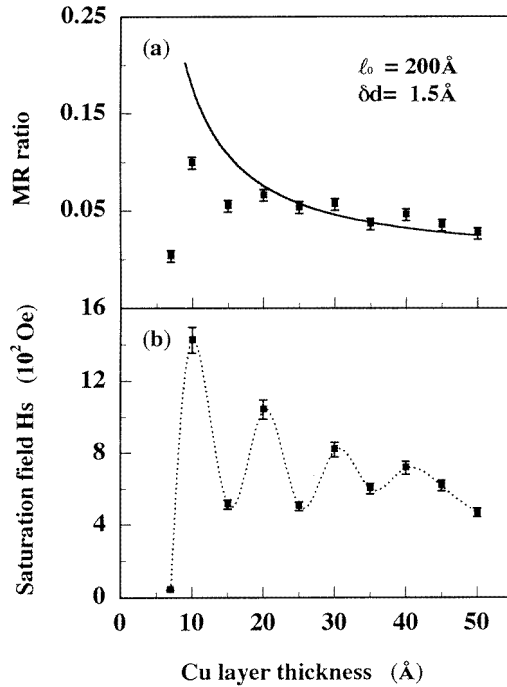 0.25
(a)
ℓ₀ = 200Å
δd= 1.5Å
0.15
MR ratio
0.05
16
(b)
12
8
4
0
Saturation field Hs (10² Oe)
0 10 20 30 40 50
Cu layer thickness (Å)